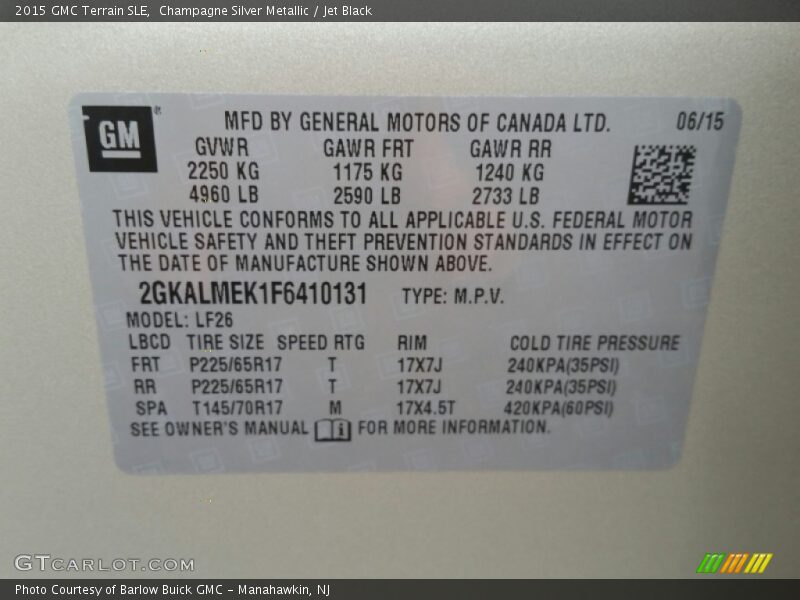 2015 GMC Terrain SLE,  Champagne Silver Metallic / Jet Black
GM®
MFD BY GENERAL MOTORS OF CANADA LTD. 06/15
GVWR GAWR FRT GAWR RR
2250 KG 1175 KG 1240 KG
4960 LB 2590 LB 2733 LB
THIS VEHICLE CONFORMS TO ALL APPLICABLE U.S. FEDERAL MOTOR
VEHICLE SAFETY AND THEFT PREVENTION STANDARDS IN EFFECT ON
THE DATE OF MANUFACTURE SHOWN ABOVE.
2GKALMEK1F6410131 TYPE: M.P.V.
MODEL: LF26
LBCD TIRE SIZE SPEED RTG RIM COLD TIRE PRESSURE
FRT P225/65R17 T 17X7J 240KPA(35PSI)
RR P225/65R17 T 17X7J 240KPA(35PSI)
SPA T145/70R17 M 17X4.5T 420KPA(60PSI)
SEE OWNER'S MANUAL i FOR MORE INFORMATION.
GTCARLOT.COM
Photo Courtesy of Barlow Buick GMC - Manahawkin, NJ